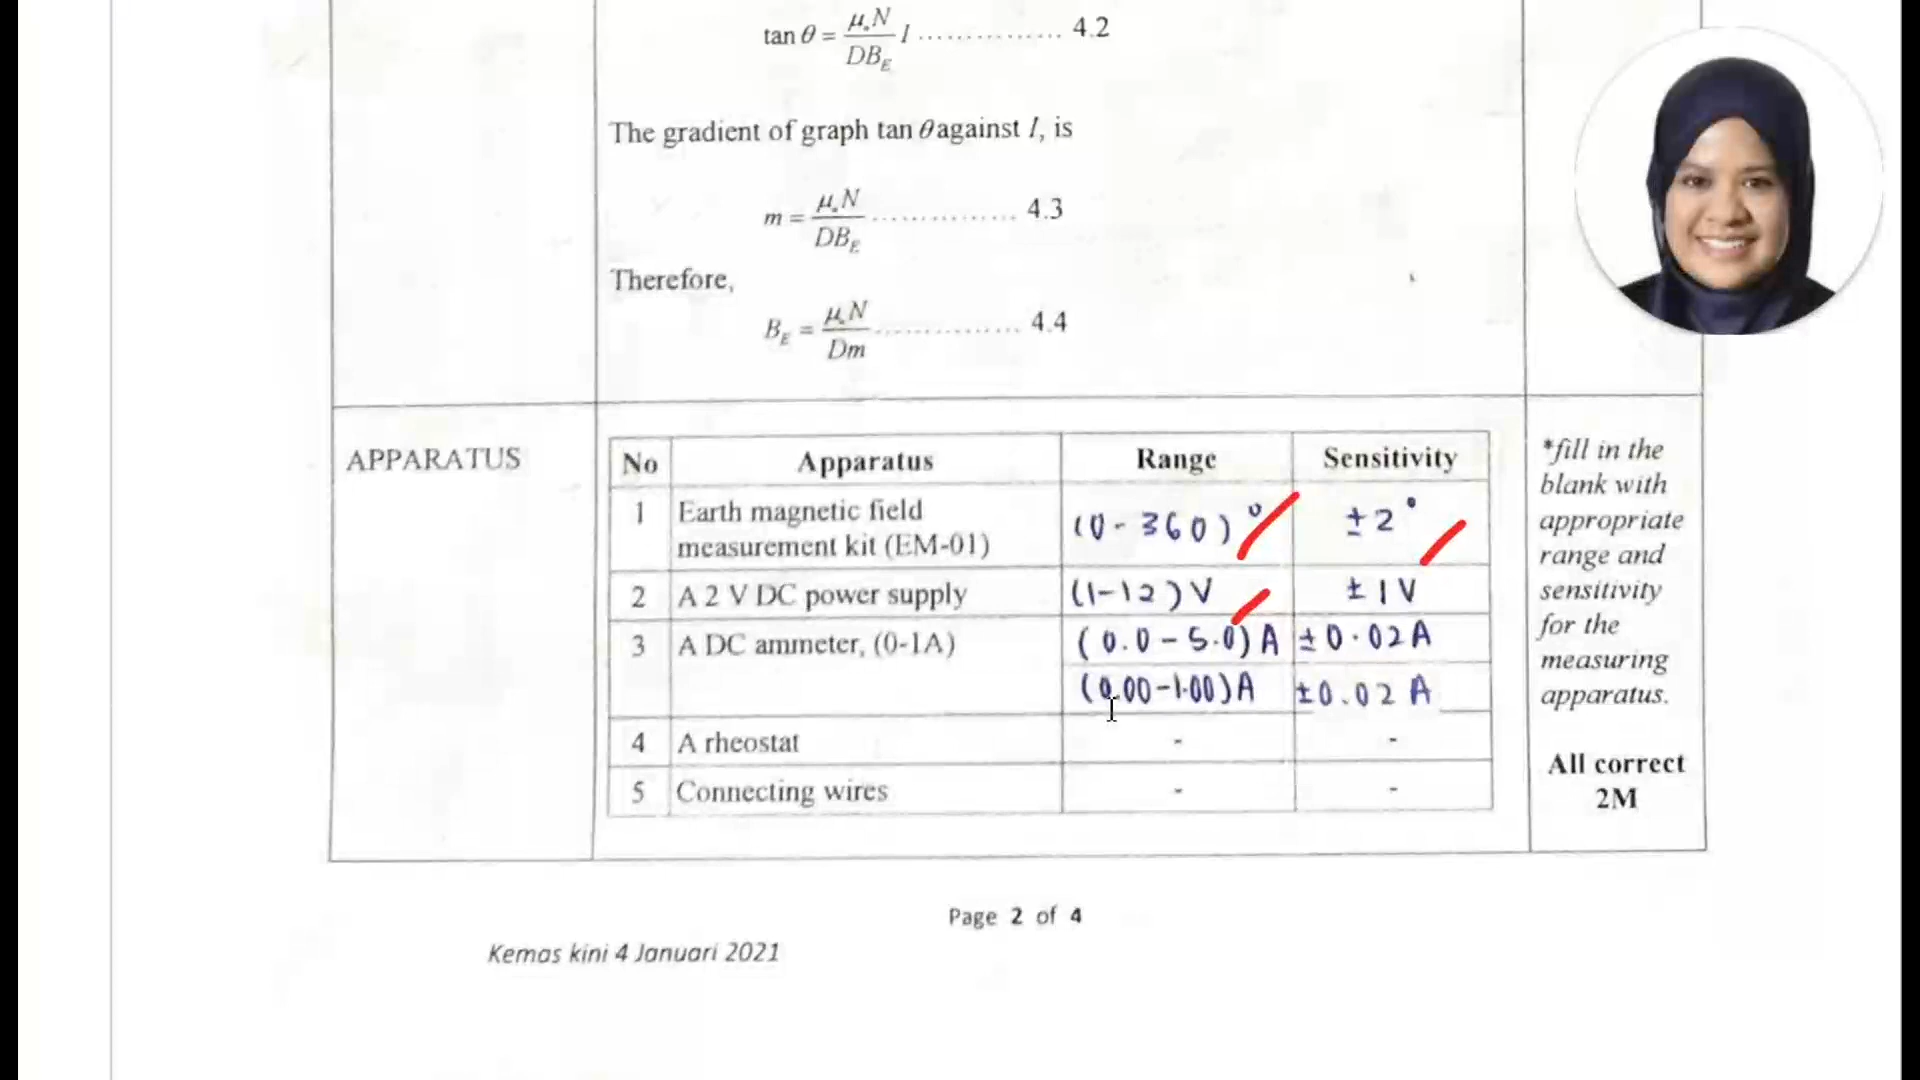 tan θ = μ₀N / DB_E I ............... 4.2
The gradient of graph tan θ against I, is
m = μ₀N / DB_E ............... 4.3
Therefore,
B_E = μ₀N / Dm ............... 4.4
APPARATUS
No Apparatus Range Sensitivity
1 Earth magnetic field measurement kit (EM-01) (0 - 360)° ±2°
2 A 2 V DC power supply (1-12)V ±1V
3 A DC ammeter, (0-1A) (0.0 - 5.0)A ±0.02A
(0.00-1.00)A ±0.02 A
4 A rheostat - -
5 Connecting wires - -
*fill in the
blank with
appropriate
range and
sensitivity
for the
measuring
apparatus.
All correct
2M
Page 2 of 4
Kemas kini 4 Januari 2021